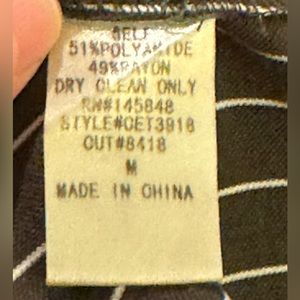 SELF
51%POLYAMIDE
49%RAYON
DRY CLEAN ONLY
RN#145848
STYLE#CET3918
CUT#8418
M
MADE IN CHINA